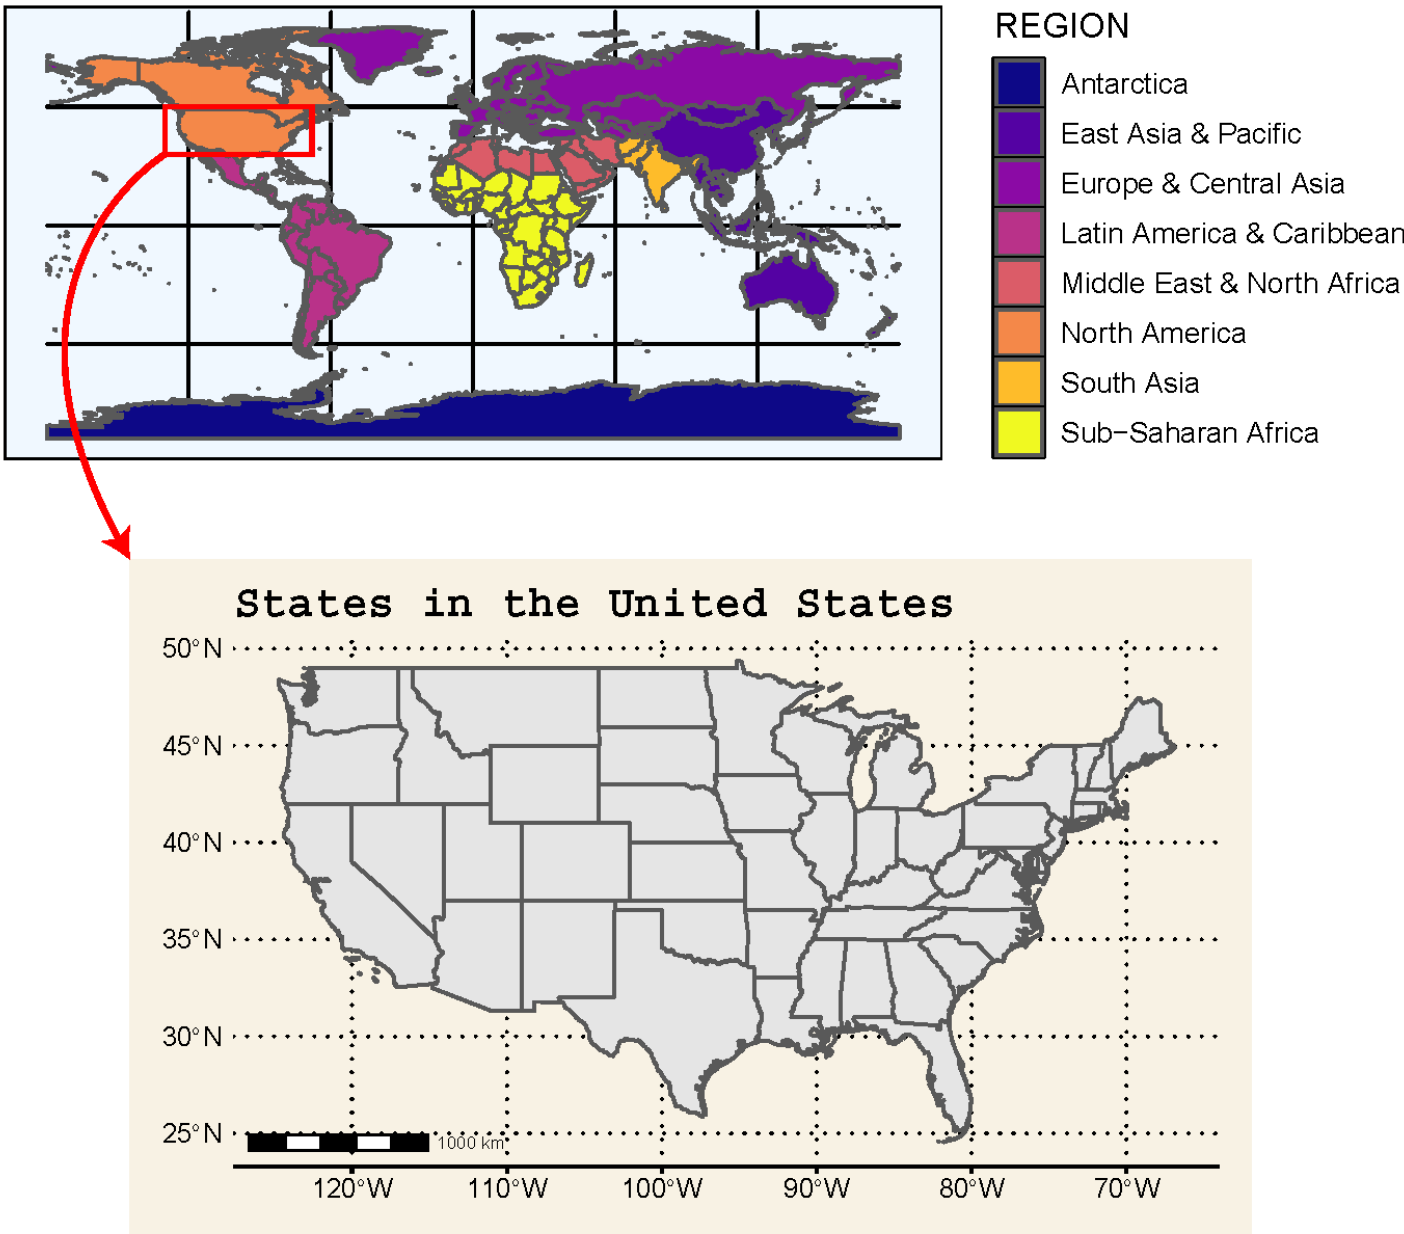 REGION
Antarctica
East Asia & Pacific
Europe & Central Asia
Latin America & Caribbean
Middle East & North Africa
North America
South Asia
Sub−Saharan Africa
States in the United States
50°N
45°N
40°N
35°N
30°N
25°N
1000 km
120°W 110°W 100°W 90°W 80°W 70°W